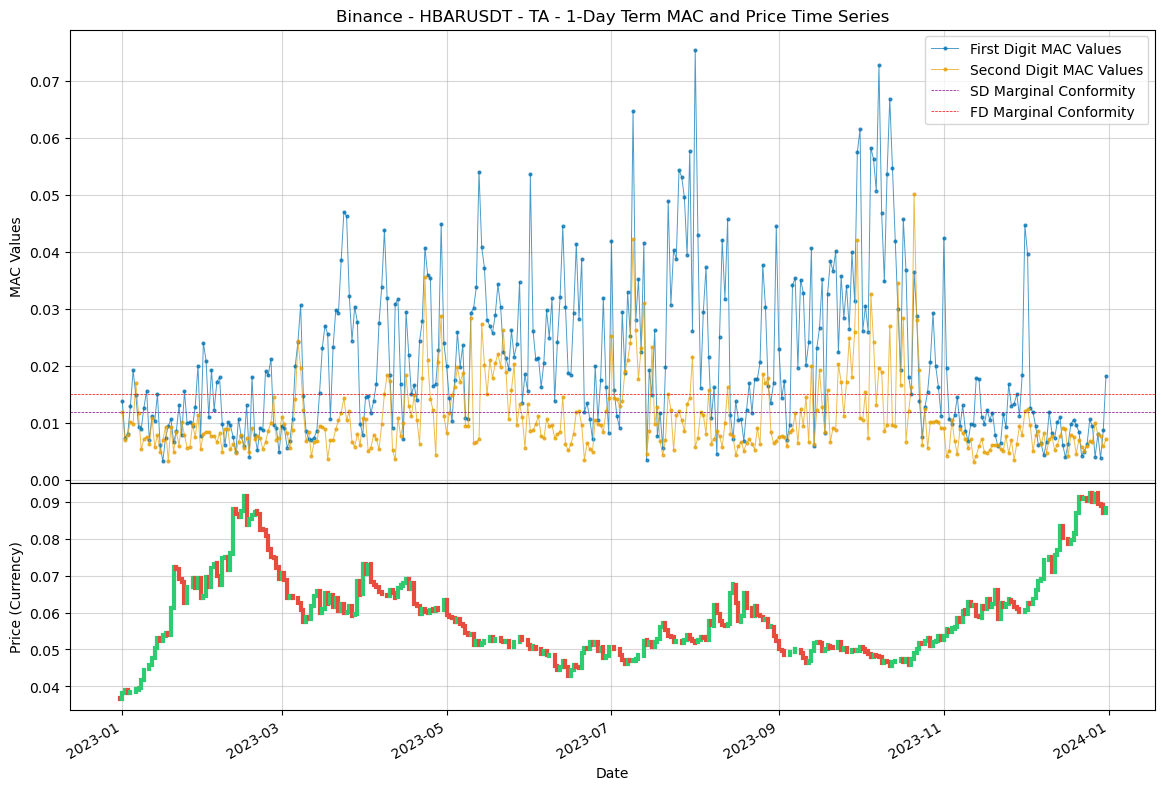 Binance - HBARUSDT - TA - 1-Day Term MAC and Price Time Series
First Digit MAC Values
Second Digit MAC Values
SD Marginal Conformity
FD Marginal Conformity
MAC Values
0.07
0.06
0.05
0.04
0.03
0.02
0.01
0.00
Price (Currency)
0.09
0.08
0.07
0.06
0.05
0.04
2023-01
2023-03
2023-05
2023-07
2023-09
2023-11
2024-01
Date